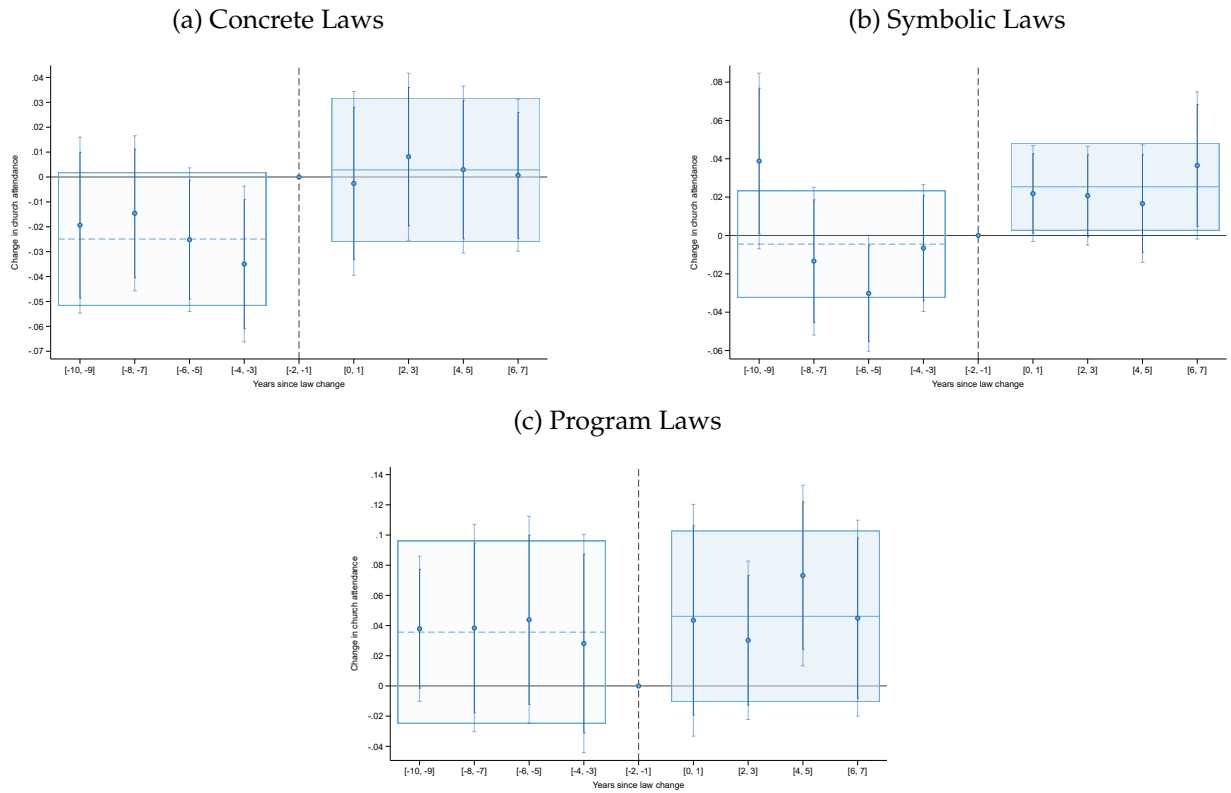 (a) Concrete Laws
Change in church attendance
.04
.03
.02
.01
0
-.01
-.02
-.03
-.04
-.05
-.06
-.07
[-10, -9] [-8, -7] [-6, -5] [-4, -3] [-2, -1] [0, 1] [2, 3] [4, 5] [6, 7]
Years since law change
(b) Symbolic Laws
Change in church attendance
.08
.06
.04
.02
0
-.02
-.04
-.06
[-10, -9] [-8, -7] [-6, -5] [-4, -3] [-2, -1] [0, 1] [2, 3] [4, 5] [6, 7]
Years since law change
(c) Program Laws
Change in church attendance
.14
.12
.1
.08
.06
.04
.02
0
-.02
-.04
[-10, -9] [-8, -7] [-6, -5] [-4, -3] [-2, -1] [0, 1] [2, 3] [4, 5] [6, 7]
Years since law change